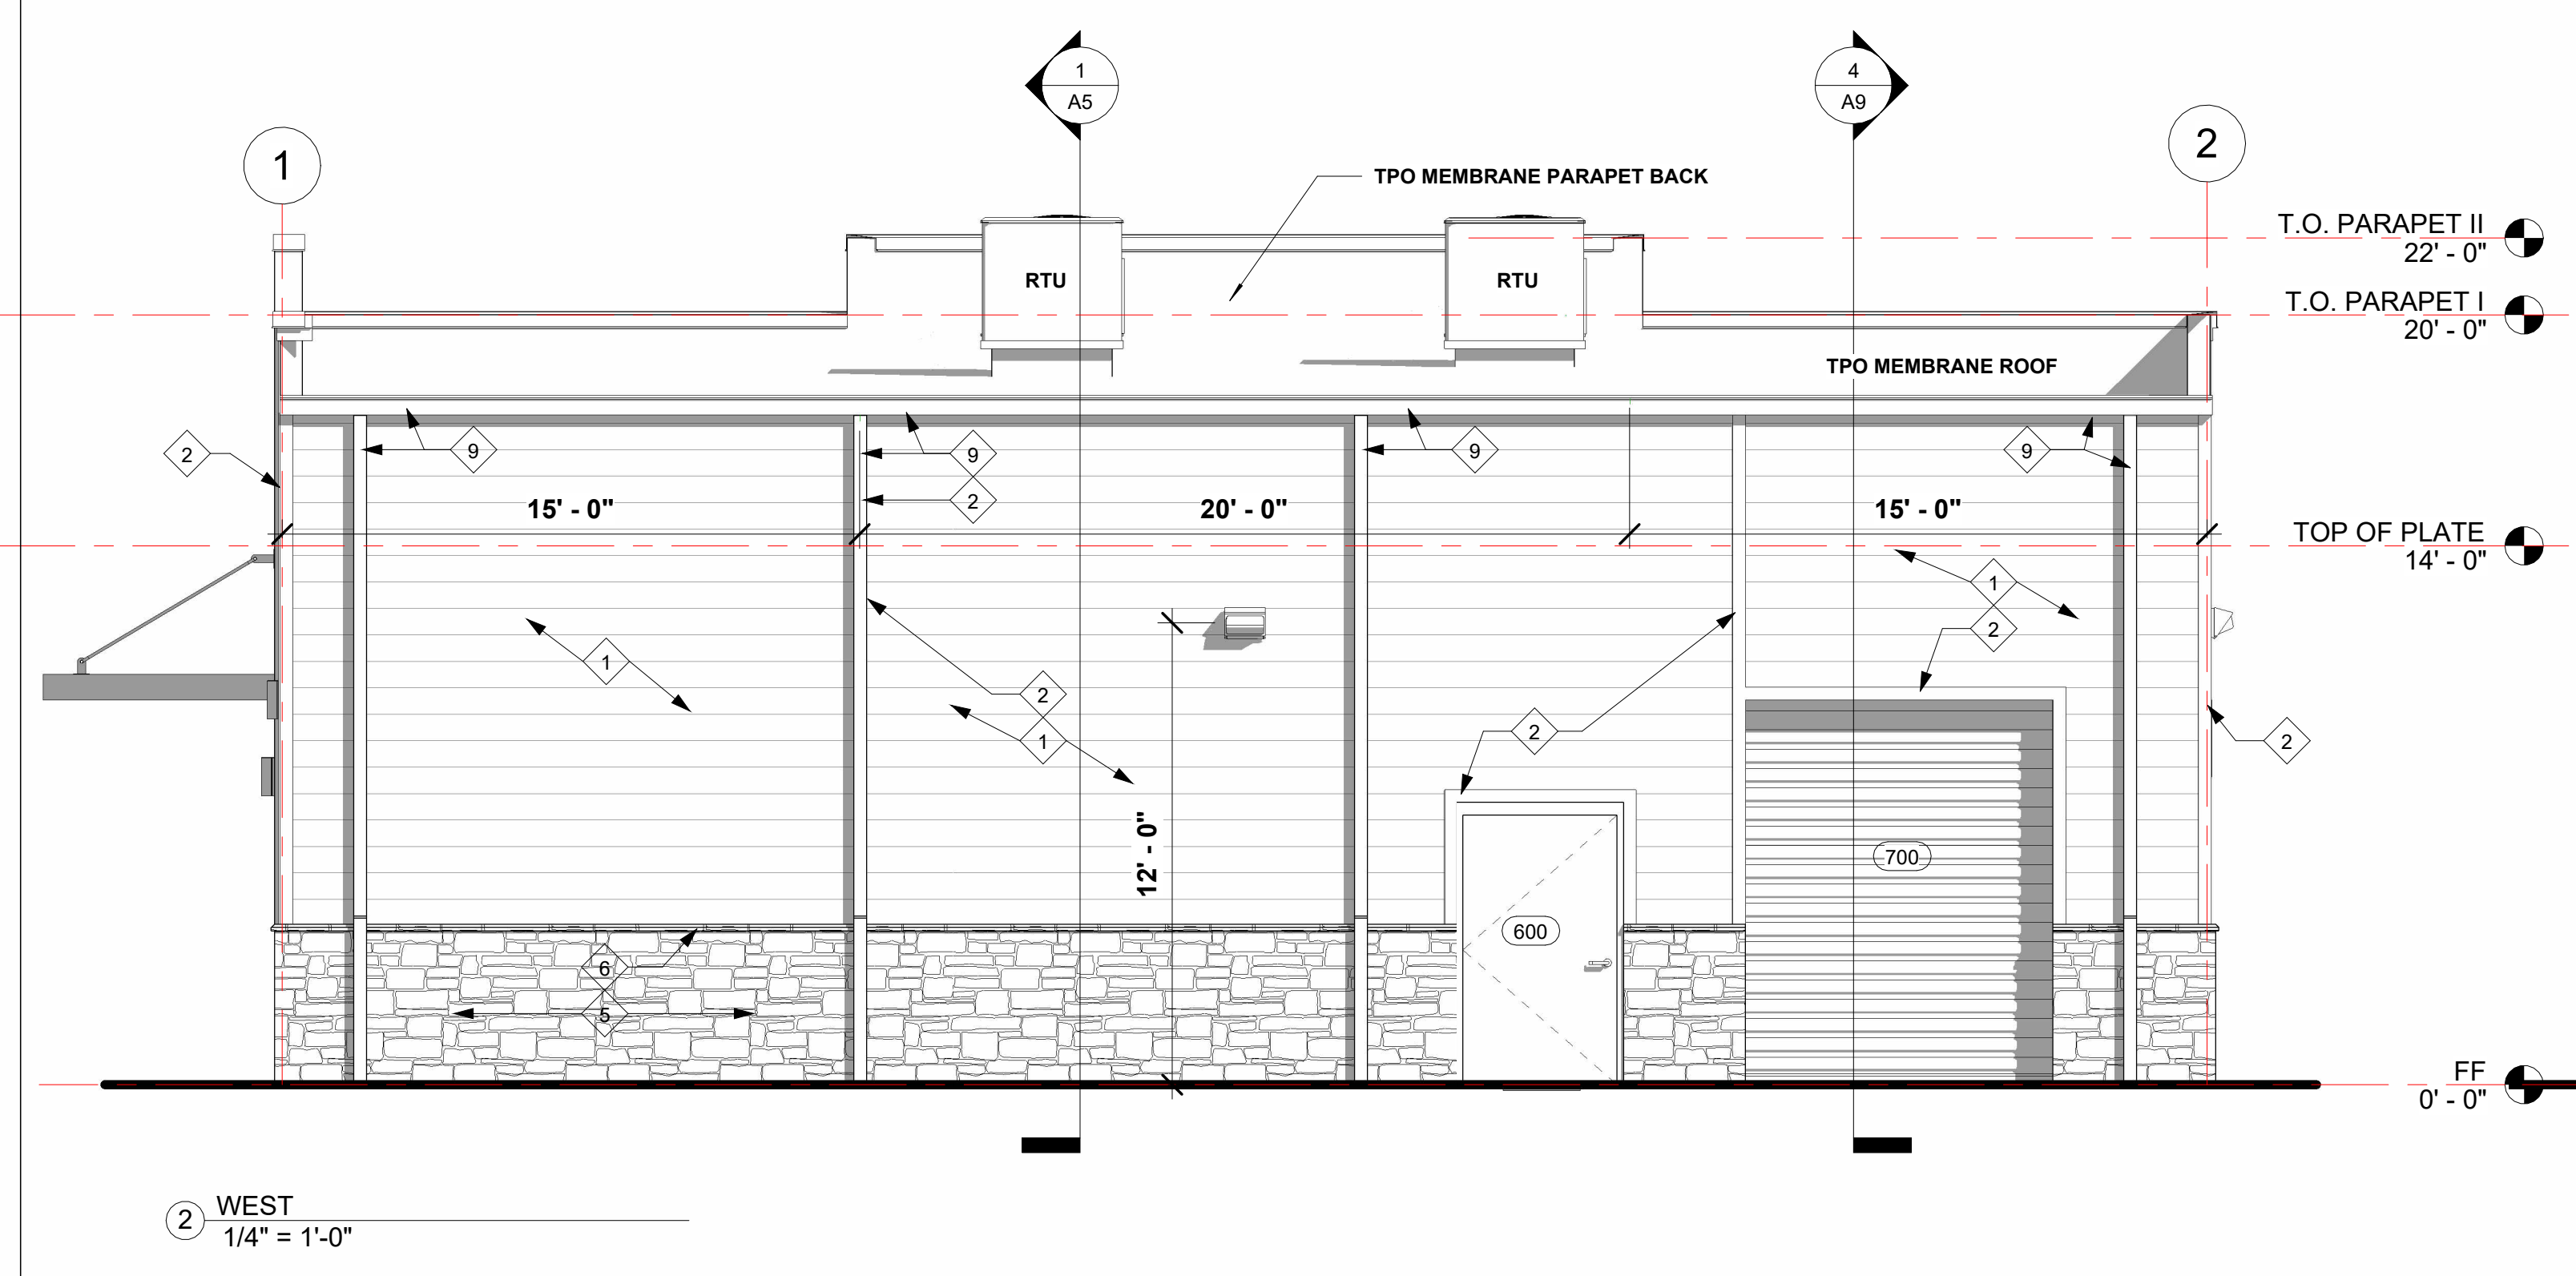 1
A5
4
A9
1
2
TPO MEMBRANE PARAPET BACK
T.O. PARAPET II
22' - 0"
RTU
RTU
T.O. PARAPET I
20' - 0"
TPO MEMBRANE ROOF
2
9
9
9
9
2
15' - 0"
20' - 0"
15' - 0"
TOP OF PLATE
14' - 0"
1
2
1
2
1
2
2
12' - 0"
700
600
6
5
FF
0' - 0"
2
WEST
1/4" = 1'-0"